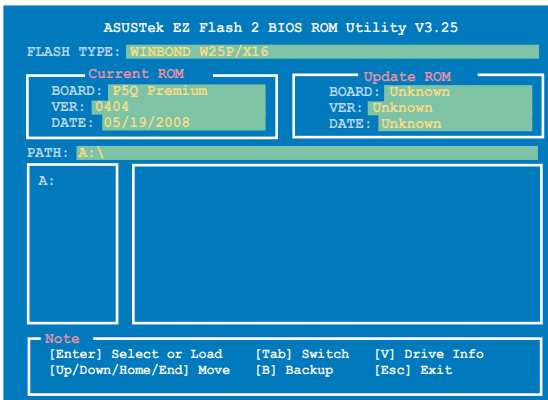 ASUSTek EZ Flash 2 BIOS ROM Utility V3.25
FLASH TYPE: WINBOND W25P/X16
Current ROM
BOARD: P5Q Premium
VER: 0404
DATE: 05/19/2008
Update ROM
BOARD: Unknown
VER: Unknown
DATE: Unknown
PATH: A:\
A:
Note
[Enter] Select or Load [Tab] Switch [V] Drive Info
[Up/Down/Home/End] Move [B] Backup [Esc] Exit